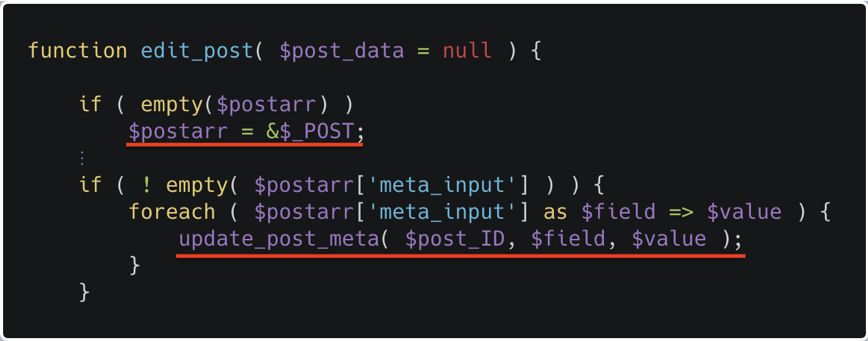 function edit_post( $post_data = null ) {
if ( empty($postarr) )
$postarr = &$_POST;
⋮
if ( ! empty( $postarr['meta_input'] ) ) {
foreach ( $postarr['meta_input'] as $field => $value ) {
update_post_meta( $post_ID, $field, $value );
}
}